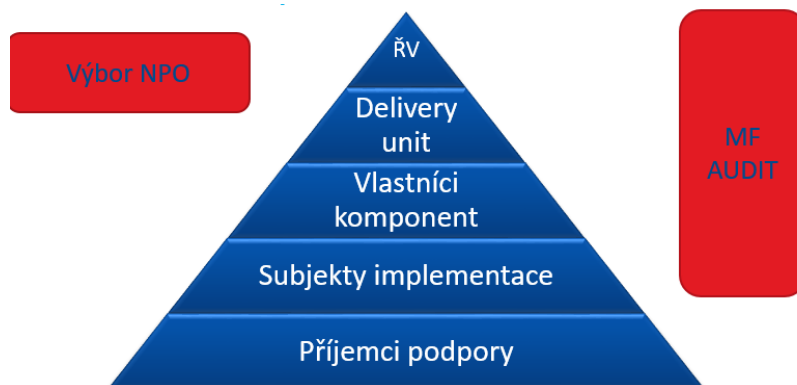 ŘV
Výbor NPO
Delivery
unit
MF
AUDIT
Vlastníci
komponent
Subjekty implementace
Příjemci podpory